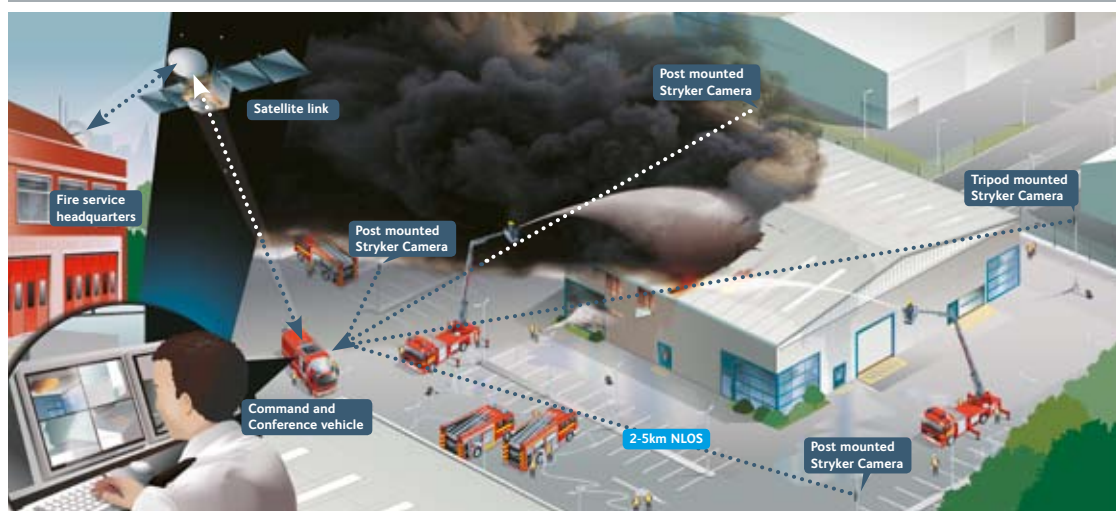 Post mounted
Stryker Camera
Satellite link
Tripod mounted
Stryker Camera
Fire service
headquarters
Post mounted
Stryker Camera
Command and
Conference vehicle
2-5km NLOS
Post mounted
Stryker Camera